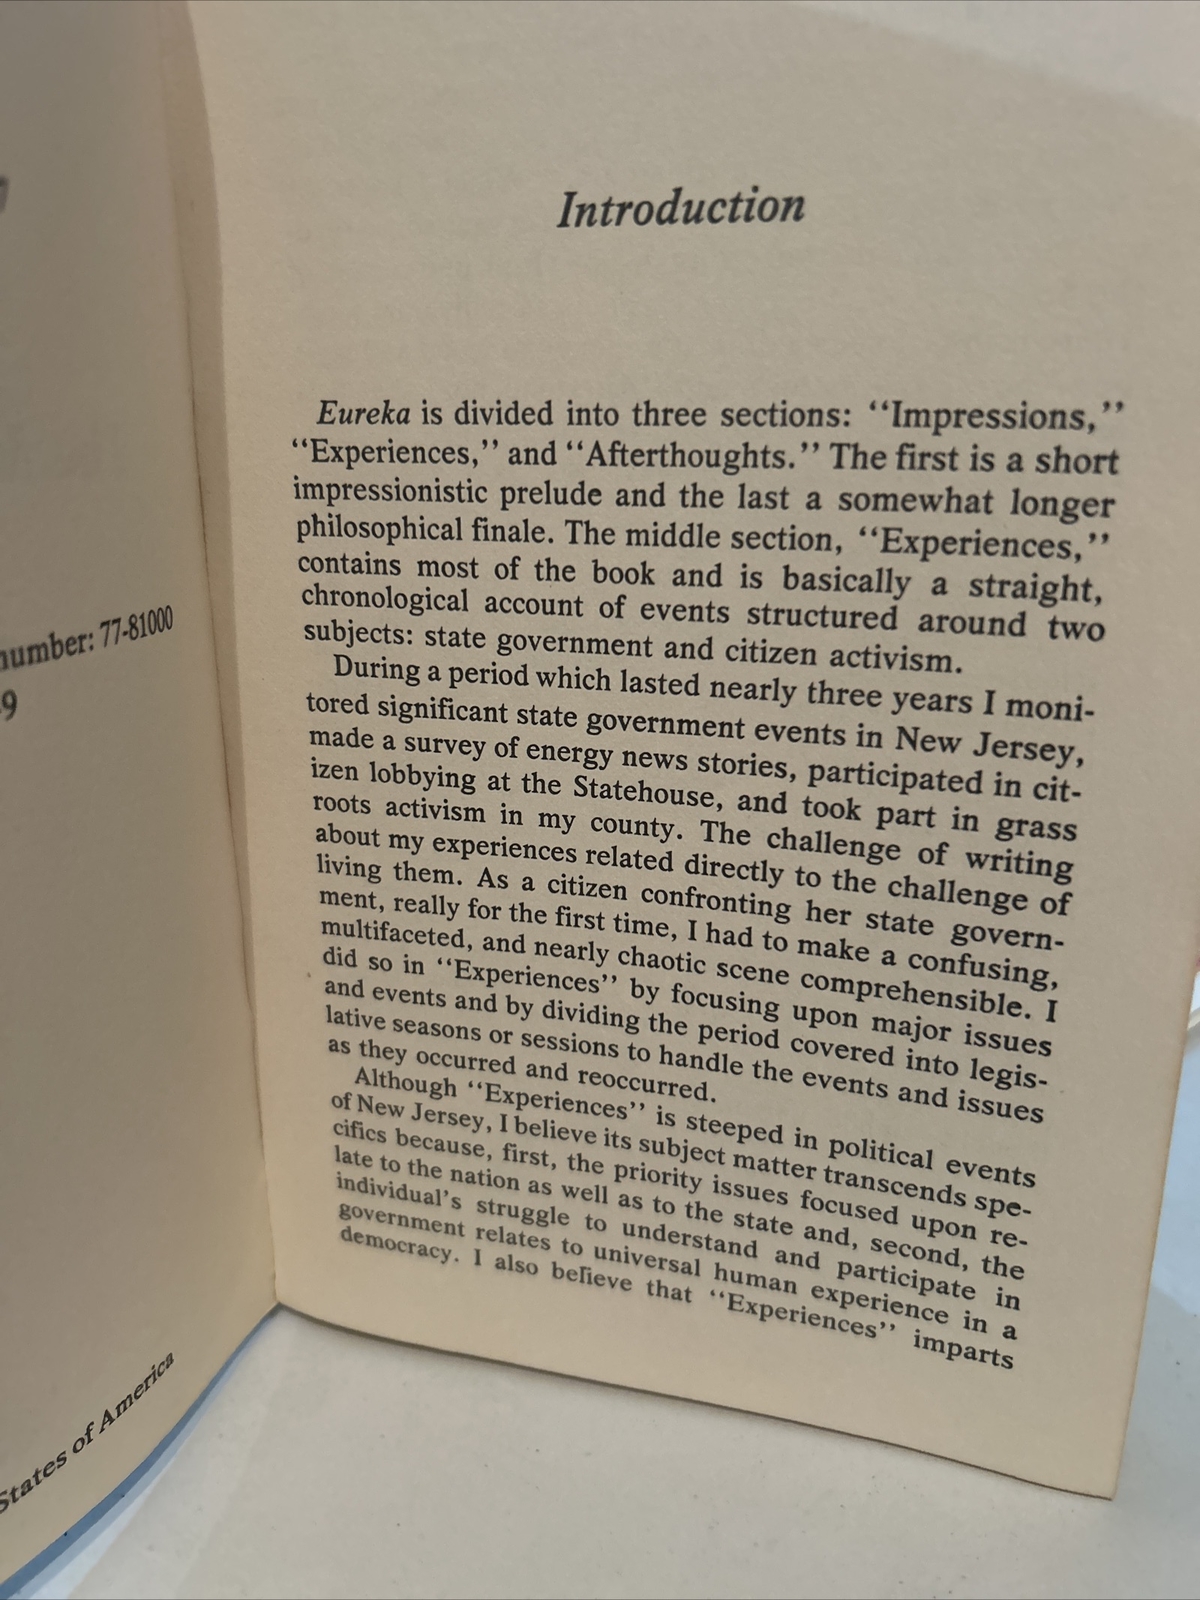 number: 77-81000
9
States of America
Introduction
Eureka is divided into three sections: “Impressions,”
“Experiences,” and “Afterthoughts.” The first is a short
impressionistic prelude and the last a somewhat longer
philosophical finale. The middle section, “Experiences,”
contains most of the book and is basically a straight,
chronological account of events structured around two
subjects: state government and citizen activism.
During a period which lasted nearly three years I moni-
tored significant state government events in New Jersey,
made a survey of energy news stories, participated in cit-
izen lobbying at the Statehouse, and took part in grass
roots activism in my county. The challenge of writing
about my experiences related directly to the challenge of
living them. As a citizen confronting her state govern-
ment, really for the first time, I had to make a confusing,
multifaceted, and nearly chaotic scene comprehensible. I
did so in “Experiences” by focusing upon major issues
and events and by dividing the period covered into legis-
lative seasons or sessions to handle the events and issues
as they occurred and reoccurred.
Although “Experiences” is steeped in political events
of New Jersey, I believe its subject matter transcends spe-
cifics because, first, the priority issues focused upon re-
late to the nation as well as to the state and, second, the
individual’s struggle to understand and participate in
government relates to universal human experience in a
democracy. I also believe that “Experiences” imparts